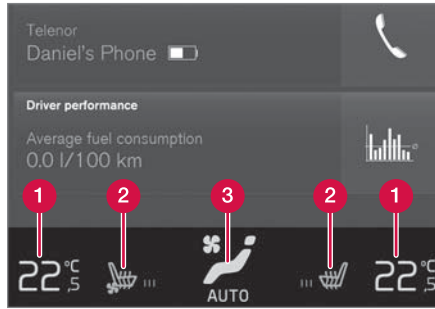 Telenor
Daniel's Phone
Driver performance
Average fuel consumption
0.0 l/100 km
1 2 3 2 1
22°C,5 22°C,5
AUTO